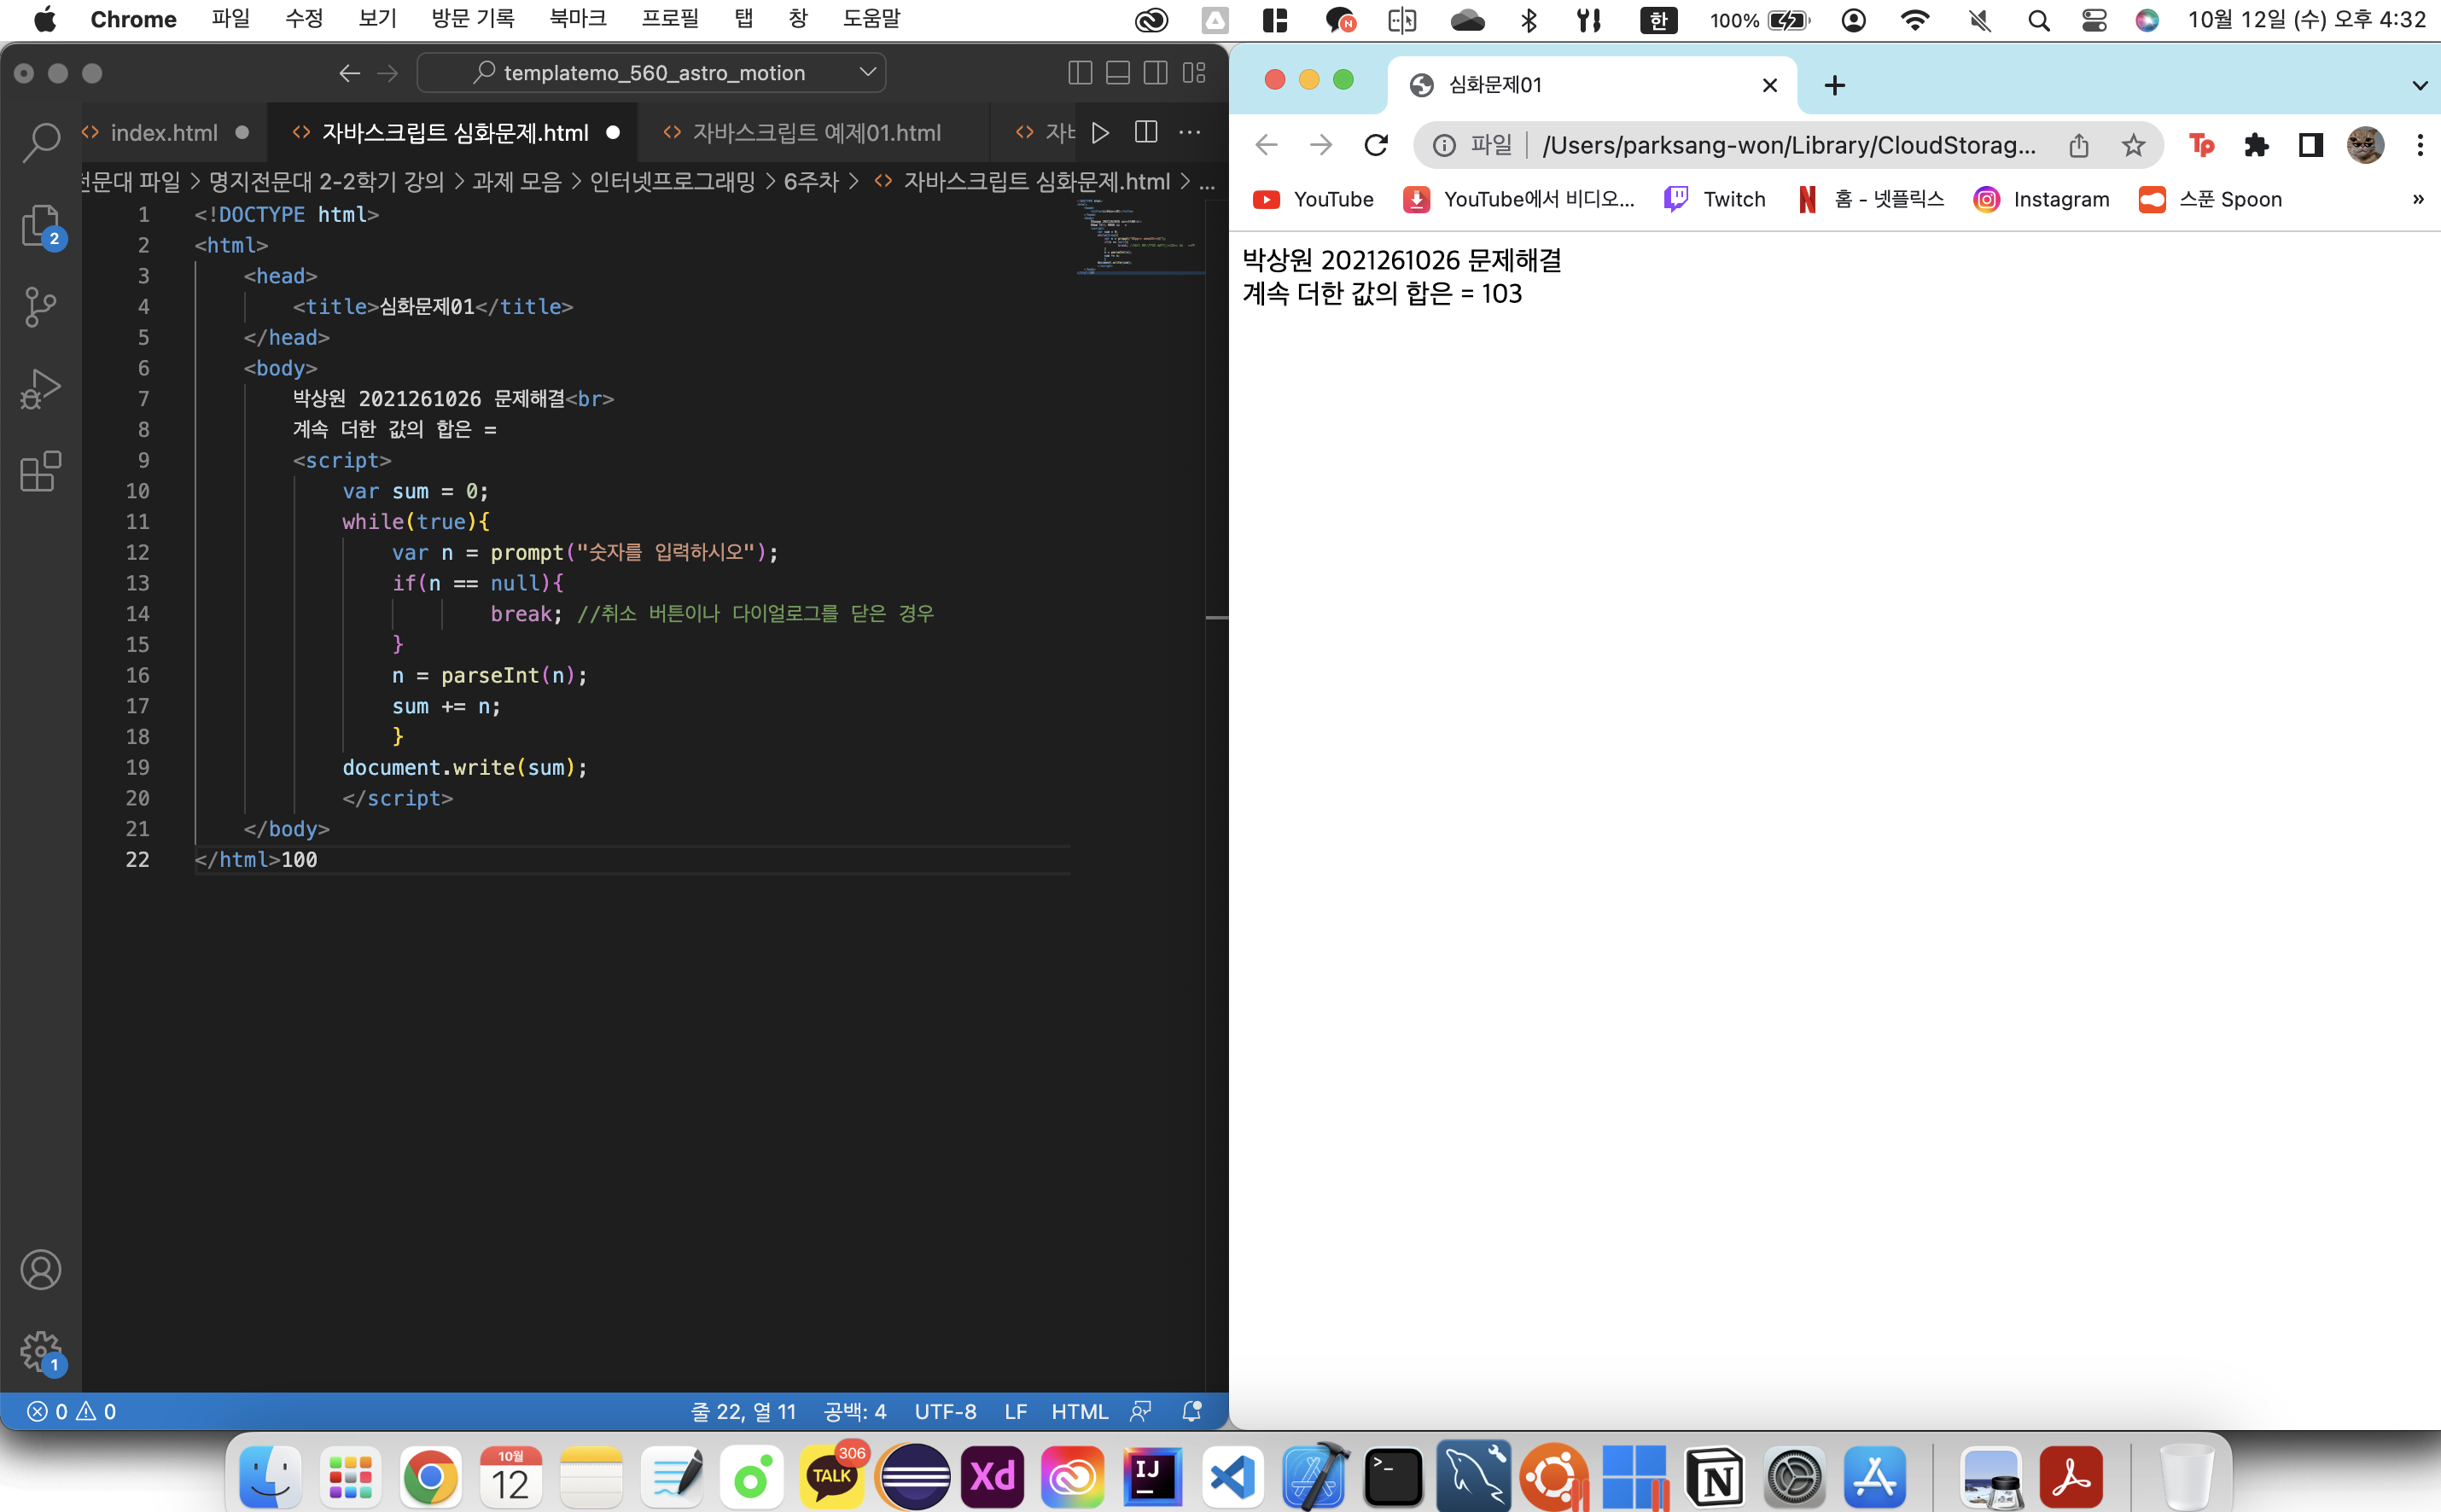 Chrome 파일 수정 보기 방문 기록 북마크 프로필 탭 창 도움말 한 100% 10월 12일 (수) 오후 4:32
templatemo_560_astro_motion
index.html 자바스크립트 심화문제.html 자바스크립트 예제01.html
전문대 파일 > 명지전문대 2-2학기 강의 > 과제 모음 > 인터넷프로그래밍 > 6주차 > 자바스크립트 심화문제.html > ...
2
1 <!DOCTYPE html>
2 <html>
3 <head>
4 <title>심화문제01</title>
5 </head>
6 <body>
7 박상원 2021261026 문제해결<br>
8 계속 더한 값의 합은 =
9 <script>
10 var sum = 0;
11 while(true){
12 var n = prompt("숫자를 입력하시오");
13 if(n == null){
14 break; //취소 버튼이나 다이얼로그를 닫은 경우
15 }
16 n = parseInt(n);
17 sum += n;
18 }
19 document.write(sum);
20 </script>
21 </body>
22 </html>100
1
0 0 줄 22, 열 11 공백: 4 UTF-8 LF HTML
심화문제01
파일 /Users/parksang-won/Library/CloudStorag...
YouTube YouTube에서 비디오... Twitch 홈 - 넷플릭스 Instagram 스푼 Spoon »
박상원 2021261026 문제해결
계속 더한 값의 합은 = 103
10월
12
TALK
306
Xd
IJ
N